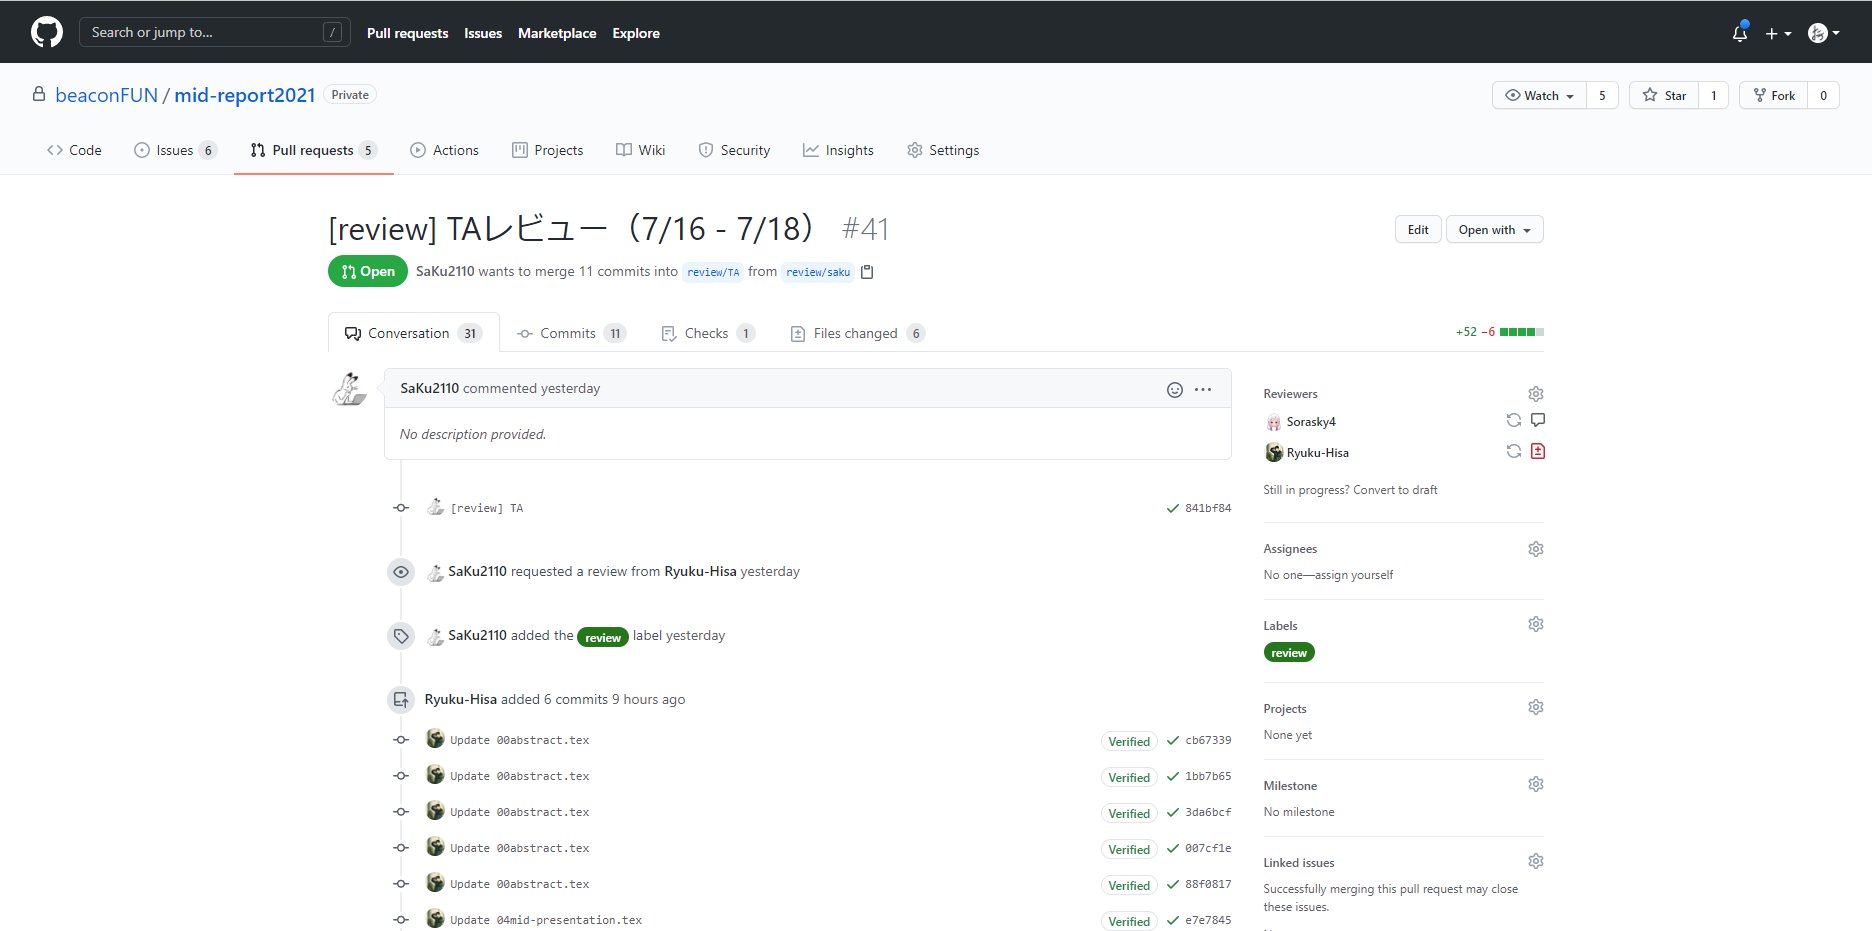 Search or jump to... /
Pull requests Issues Marketplace Explore
beaconFUN / mid-report2021 Private
Watch 5 Star 1 Fork 0
Code Issues 6 Pull requests 5 Actions Projects Wiki Security Insights Settings
[review] TAレビュー（7/16 - 7/18） #41
Edit Open with
Open SaKu2110 wants to merge 11 commits into review/TA from review/saku
Conversation 31 Commits 11 Checks 1 Files changed 6
+52 −6
SaKu2110 commented yesterday
No description provided.
[review] TA 841bf84
SaKu2110 requested a review from Ryuku-Hisa yesterday
SaKu2110 added the review label yesterday
Ryuku-Hisa added 6 commits 9 hours ago
Update 00abstract.tex Verified cb67339
Update 00abstract.tex Verified 1bb7b65
Update 00abstract.tex Verified 3da6bcf
Update 00abstract.tex Verified 007cf1e
Update 00abstract.tex Verified 88f0817
Update 04mid-presentation.tex Verified e7e7845
Reviewers
Sorasky4
Ryuku-Hisa
Still in progress? Convert to draft
Assignees
No one—assign yourself
Labels
review
Projects
None yet
Milestone
No milestone
Linked issues
Successfully merging this pull request may close
these issues.